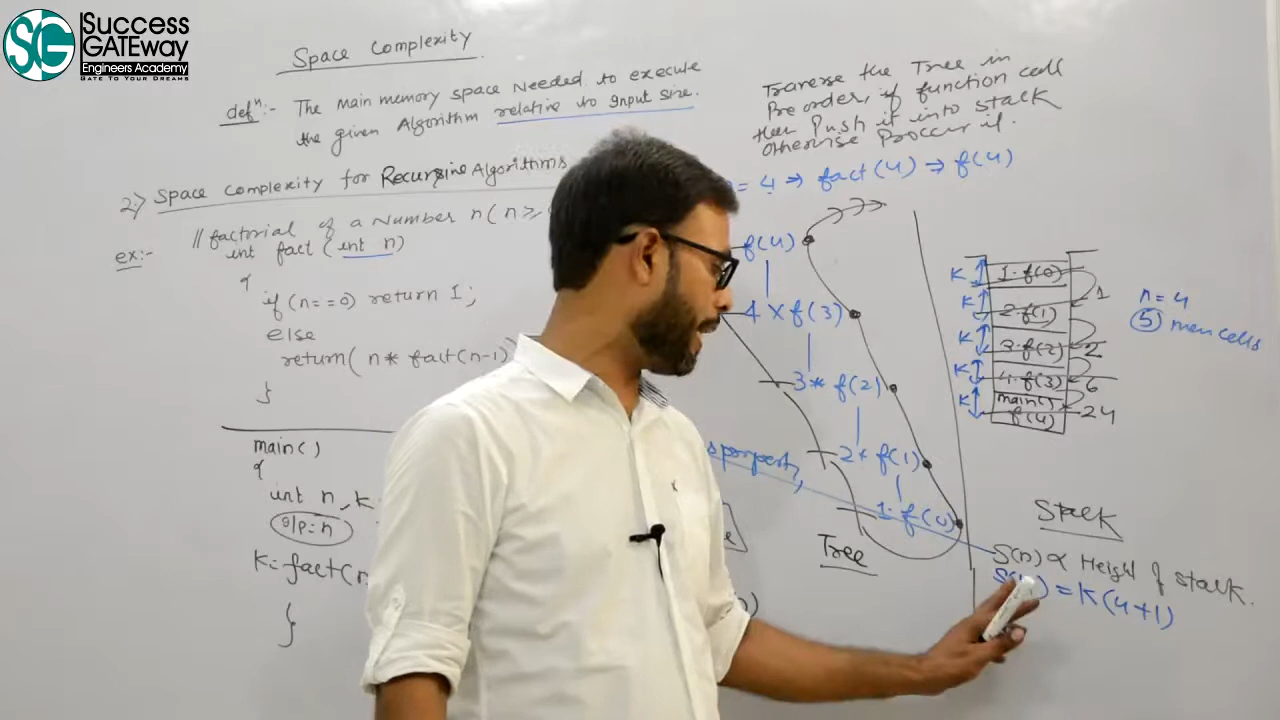 SG Success
GATEway
Engineers Academy
GATE TO YOUR DREAMS
Space Complexity
defn:- The main memory space Needed to execute
the given Algorithm relative to Input size.
2:) Space Complexity for Recursive Algorithms
// factorial of a Number n(n≥
ex:- int fact (int n)
{
if (n==0) return 1;
else
return( n* fact(n-1)
}
main()
{
int n, k
I/P=n
k=fact(n
}
Traverse the Tree in
Preorder, if function call
then Push it into stack
otherwise Process it.
= 4 ⇒ fact(4) ⇒ f(4)
f(4)
4 × f(3)
3* f(2)
2* f(1)
1·f(0)
Tree
K 1·f(0)
K 2·f(1) 1
K 3·f(2) 2
K 4·f(3) 6
K main() f(4) 24
n=4
5 mem cells
Stack
S(n) ∝ Height of stack.
= K(4+1)